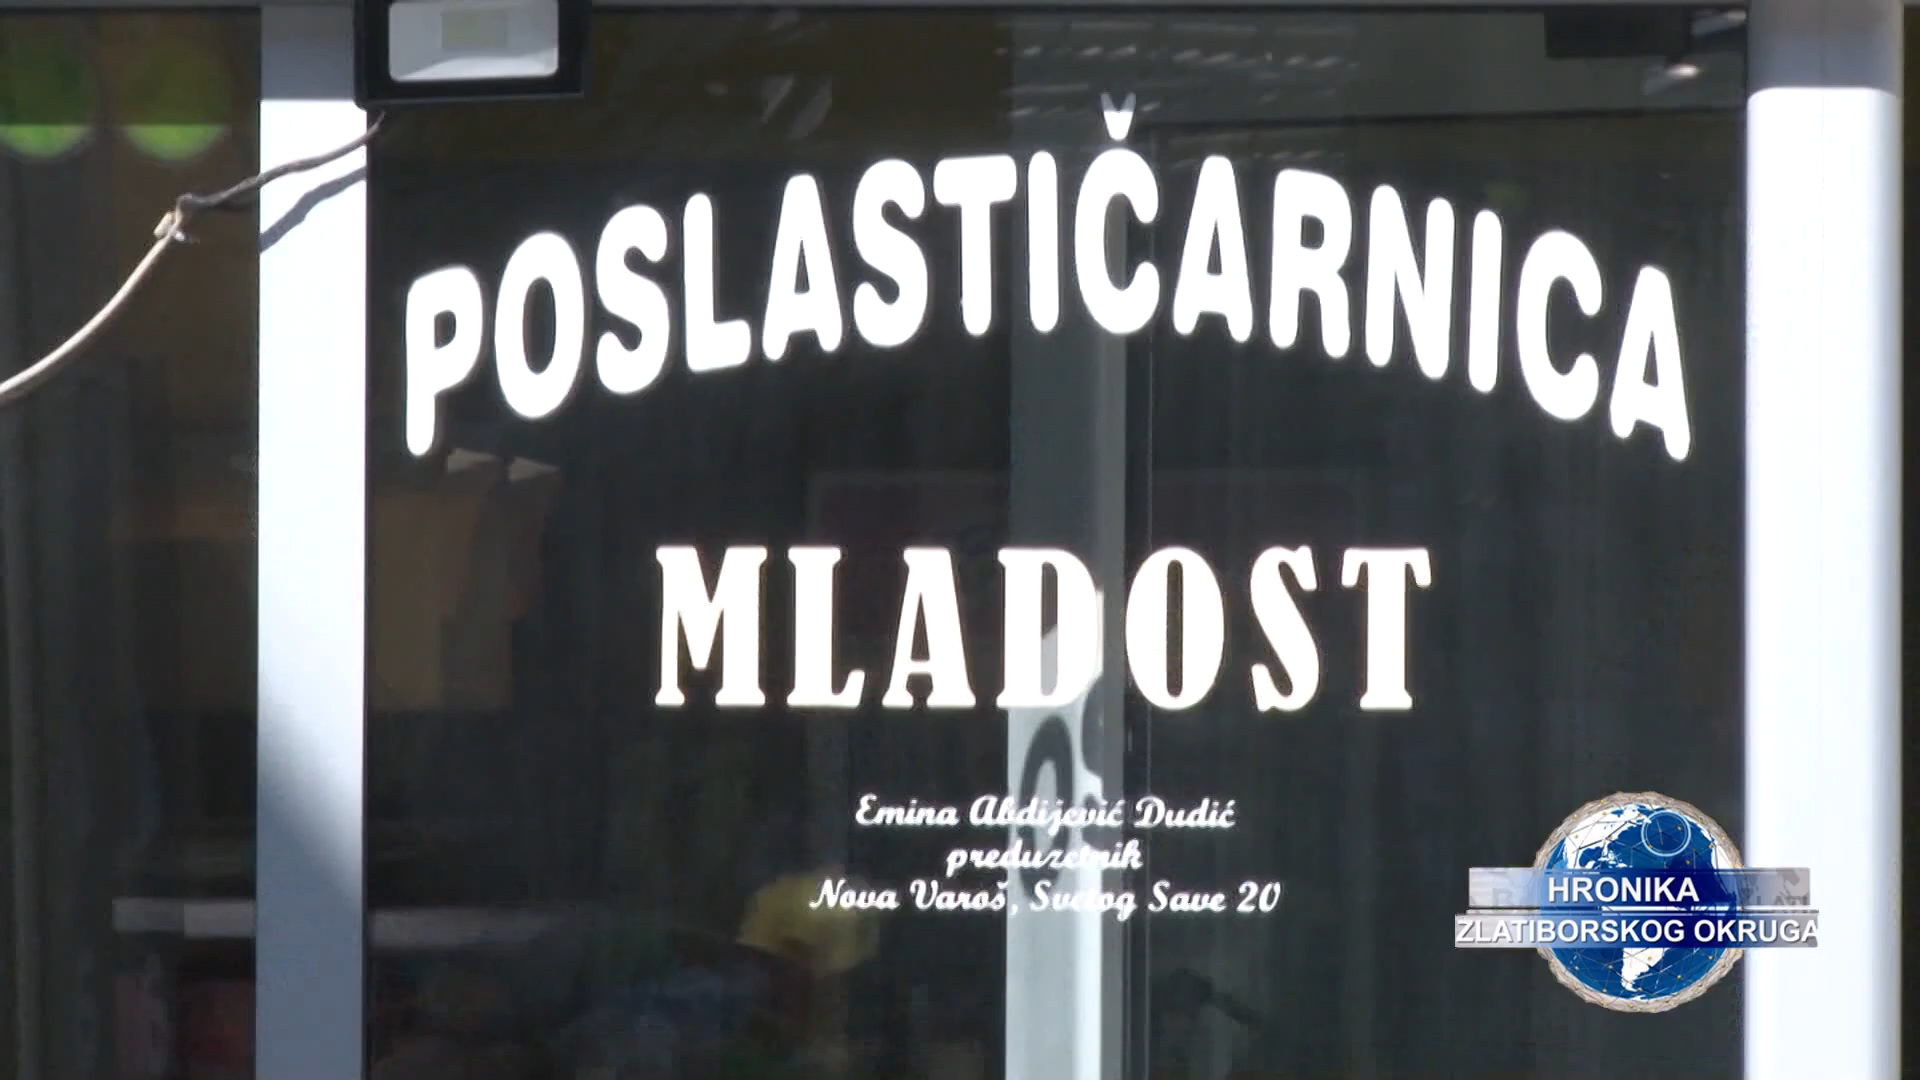 POSLASTIČARNICA
MLADOST
Emina Abdijević Dudić
preduzetnik
Nova Varoš, Svetog Save 20
HRONIKA
ZLATIBORSKOG OKRUGA